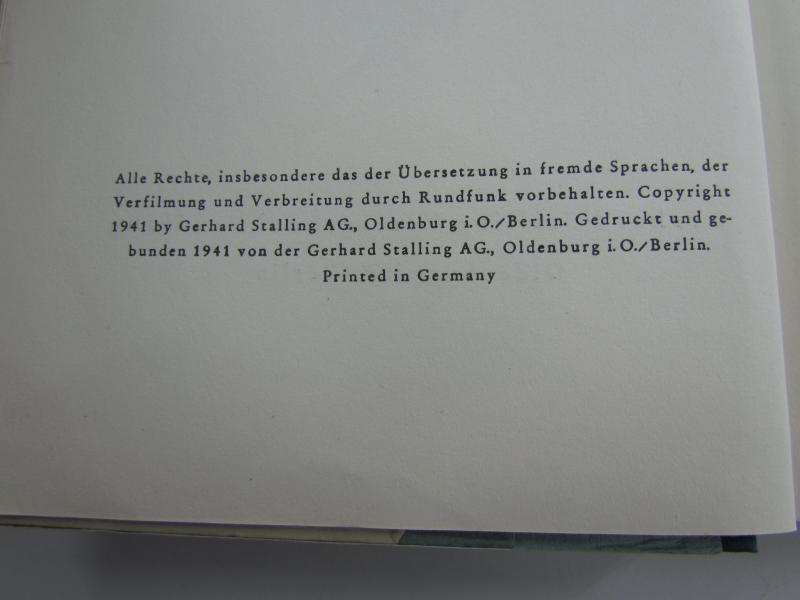 Alle Rechte, insbesondere das der Übersetzung in fremde Sprachen, der
Verfilmung und Verbreitung durch Rundfunk vorbehalten. Copyright
1941 by Gerhard Stalling AG., Oldenburg i. O./Berlin. Gedruckt und ge-
bunden 1941 von der Gerhard Stalling AG., Oldenburg i. O./Berlin.
Printed in Germany